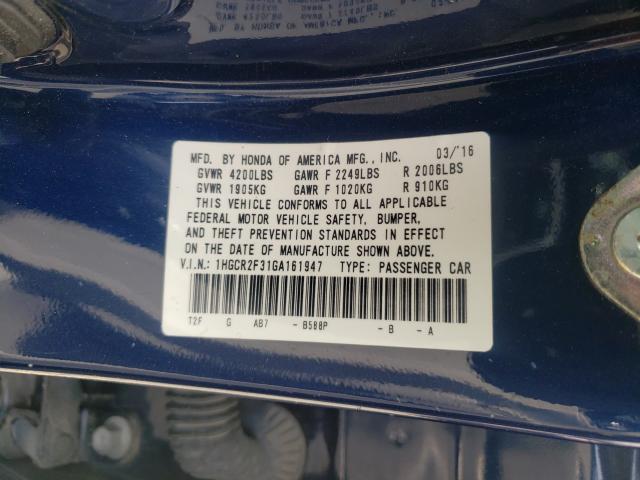 MFD. BY HONDA OF AMERICA MFG., INC. 03/'16
GVWR 4200LBS GAWR F 2249LBS R 2006LBS
GVWR 1905KG GAWR F 1020KG R 910KG
THIS VEHICLE CONFORMS TO ALL APPLICABLE
FEDERAL MOTOR VEHICLE SAFETY, BUMPER,
AND THEFT PREVENTION STANDARDS IN EFFECT
ON THE DATE OF MANUFACTURE SHOWN ABOVE.
V.I.N.: 1HGCR2F31GA161947 TYPE: PASSENGER CAR
T2F G AB7 - B588P - B - A